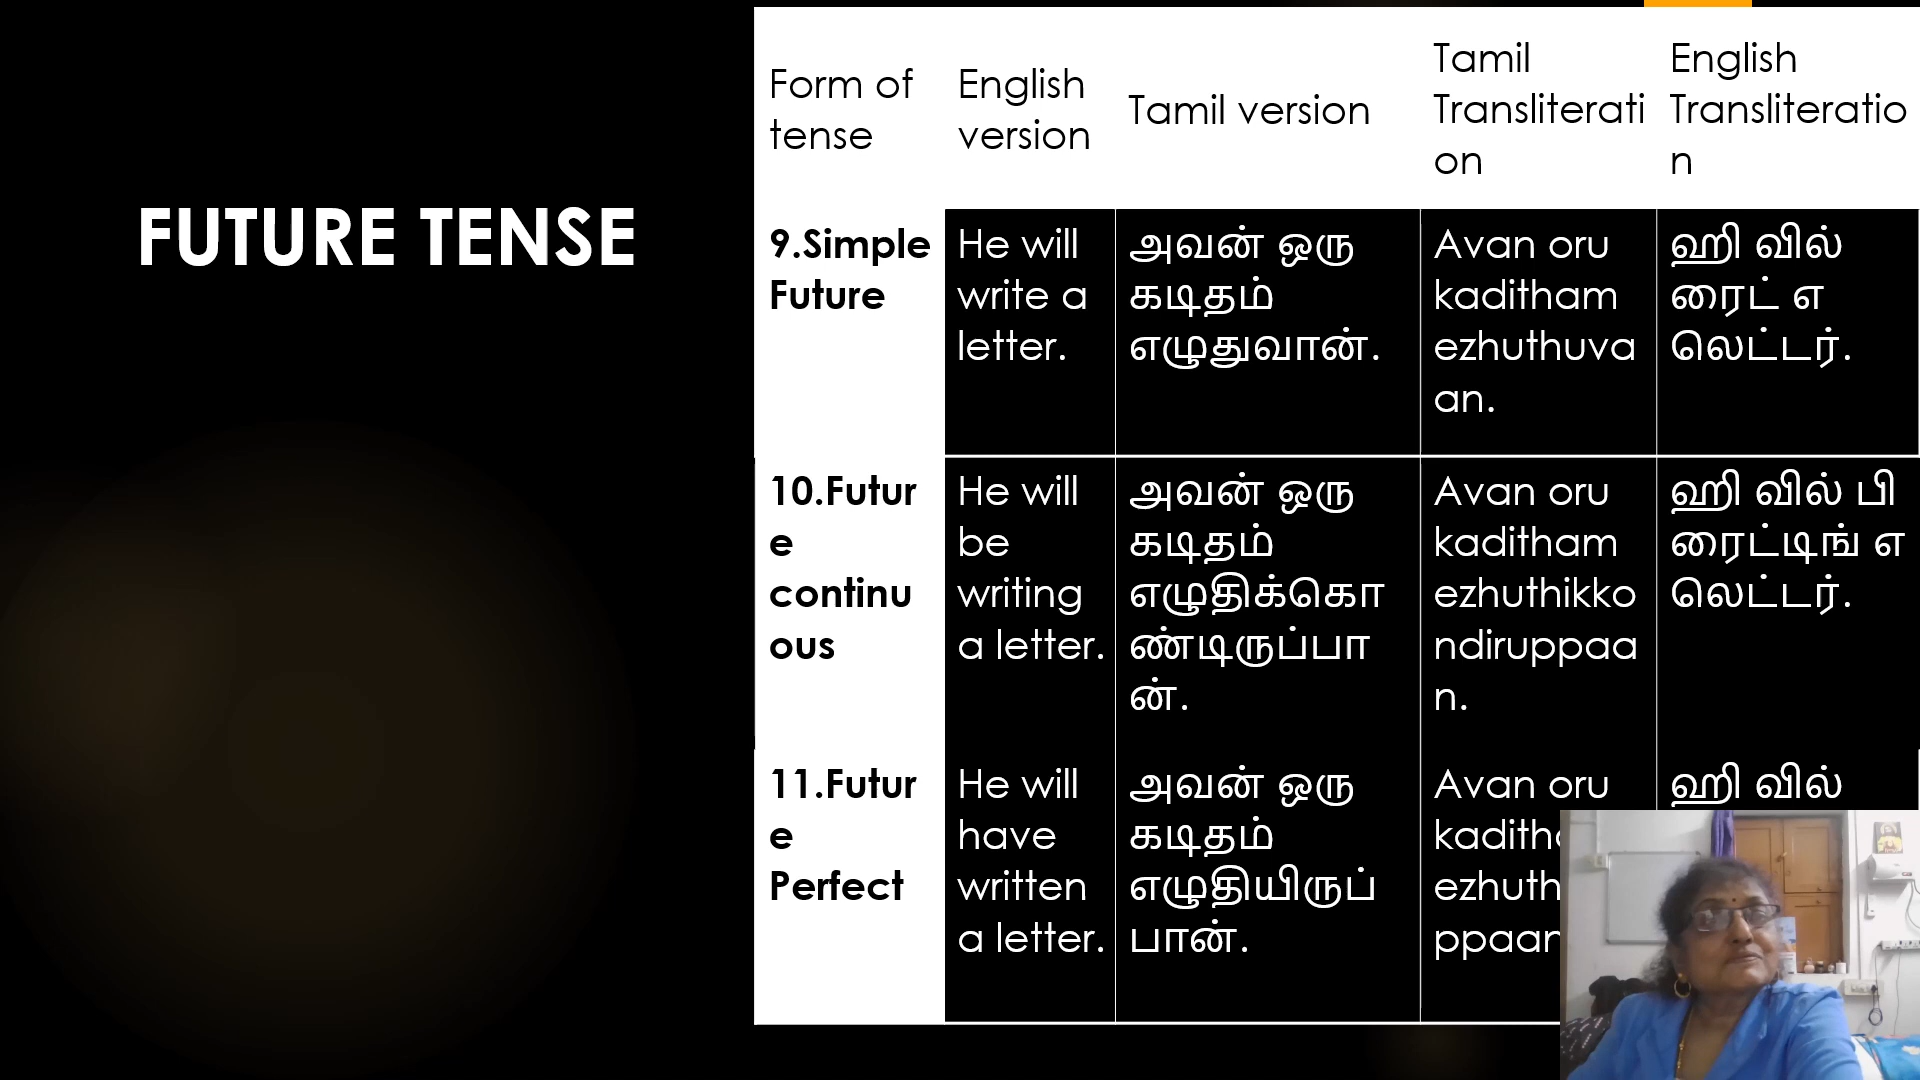 FUTURE TENSE
Form of
tense
English
version
Tamil version
Tamil
Transliterati
on
English
Transliteratio
n
9.Simple
Future
He will
write a
letter.
அவன் ஒரு
கடிதம்
எழுதுவான்.
Avan oru
kaditham
ezhuthuva
an.
ஹி வில்
ரைட் எ
லெட்டர்.
10.Futur
e
continu
ous
He will
be
writing
a letter.
அவன் ஒரு
கடிதம்
எழுதிக்கொ
ண்டிருப்பா
ன்.
Avan oru
kaditham
ezhuthikko
ndiruppaa
n.
ஹி வில் பி
ரைட்டிங் எ
லெட்டர்.
11.Futur
e
Perfect
He will
have
written
a letter.
அவன் ஒரு
கடிதம்
எழுதியிருப்
பான்.
Avan oru
ஹி வில்